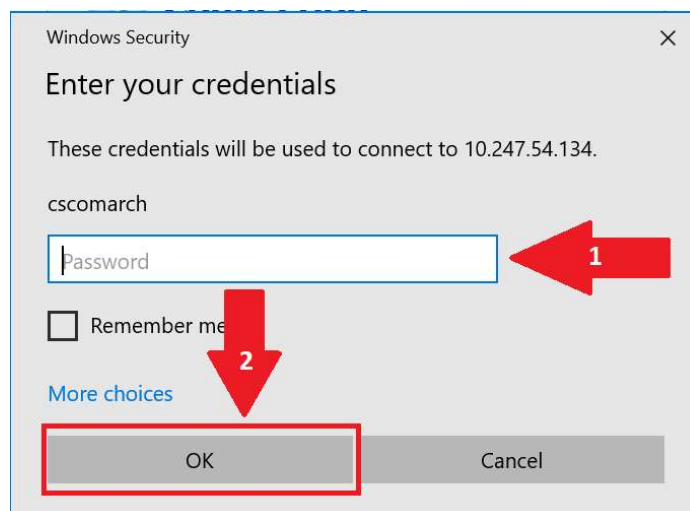 Windows Security
Enter your credentials
These credentials will be used to connect to 10.247.54.134.
cscomarch
Password
1
Remember me
2
More choices
OK
Cancel